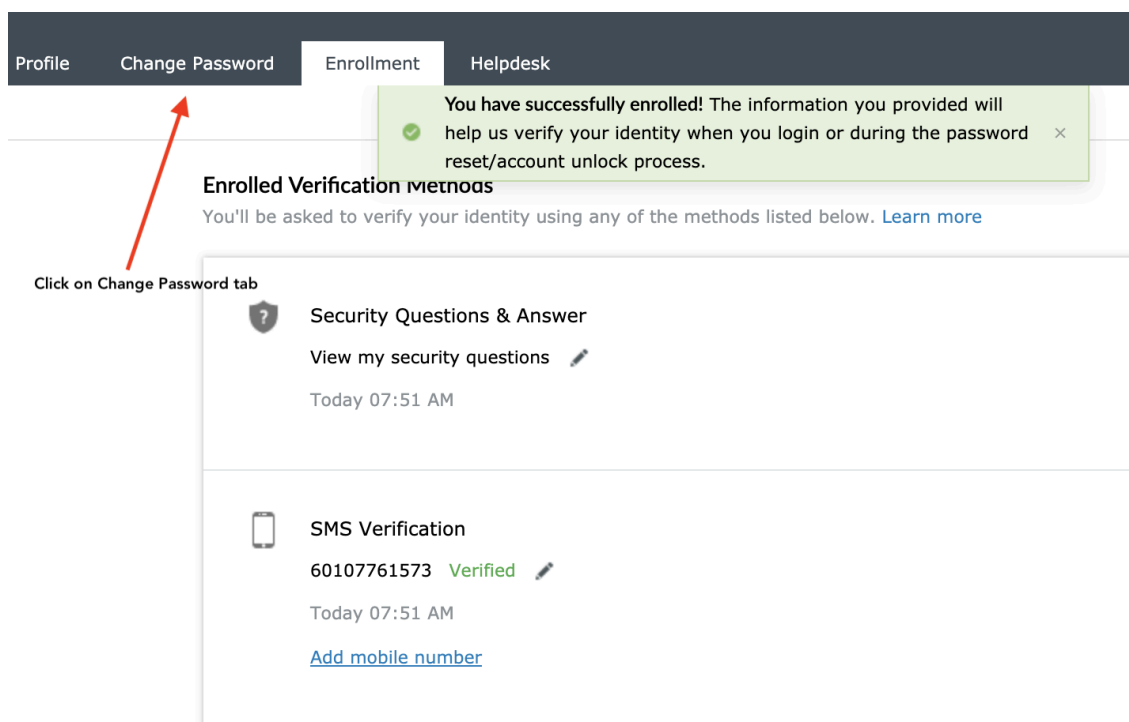 Profile Change Password Enrollment Helpdesk
You have successfully enrolled! The information you provided will
help us verify your identity when you login or during the password
reset/account unlock process.
Enrolled Verification Methods
You'll be asked to verify your identity using any of the methods listed below. Learn more
Click on Change Password tab
Security Questions & Answer
View my security questions
Today 07:51 AM
SMS Verification
60107761573 Verified
Today 07:51 AM
Add mobile number